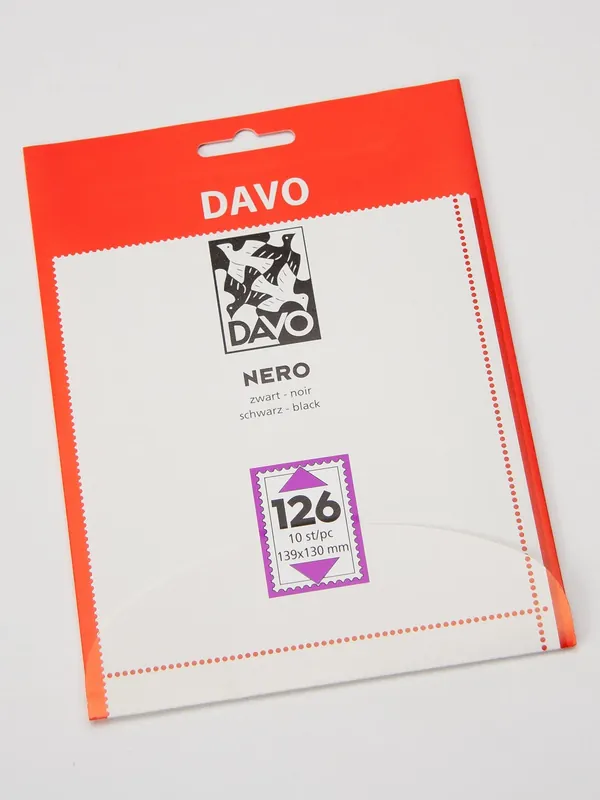 DAVO
DAVO
NERO
zwart - noir
schwarz - black
126
10 st/pc
139x130 mm